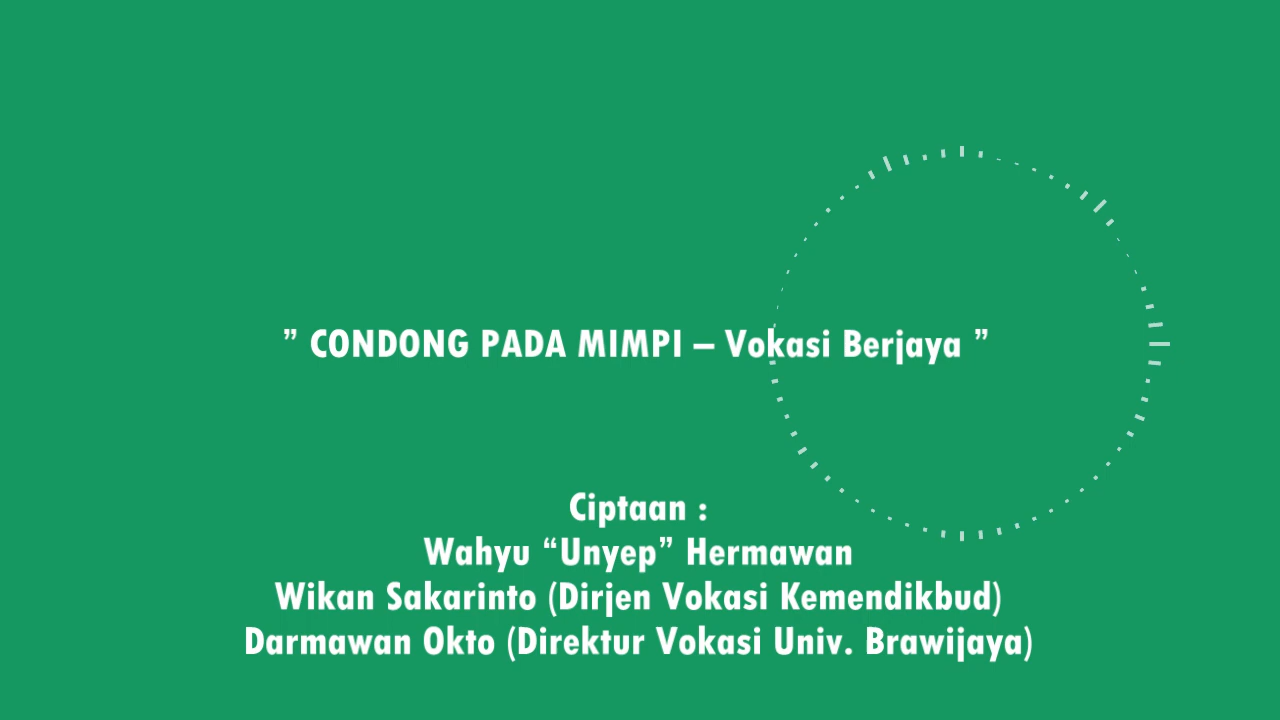 ” CONDONG PADA MIMPI – Vokasi Berjaya ”
Ciptaan :
Wahyu “Unyep” Hermawan
Wikan Sakarinto (Dirjen Vokasi Kemendikbud)
Darmawan Okto (Direktur Vokasi Univ. Brawijaya)